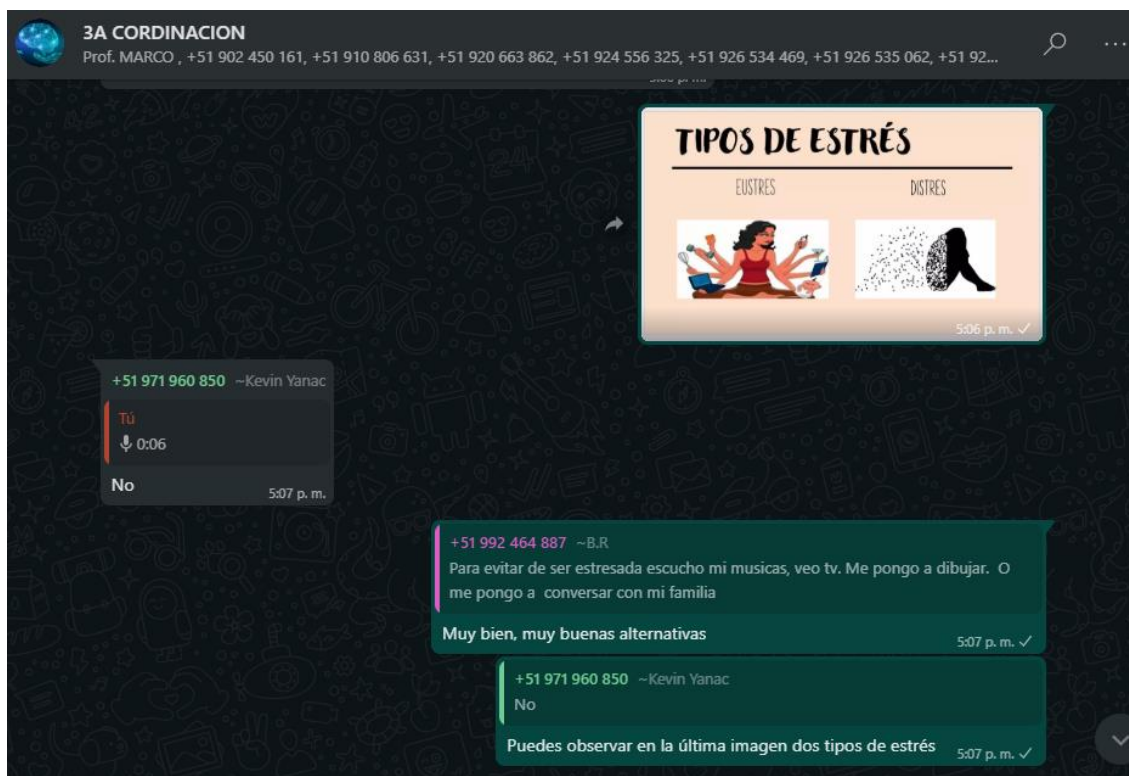 3A CORDINACION
Prof. MARCO , +51 902 450 161, +51 910 806 631, +51 920 663 862, +51 924 556 325, +51 926 534 469, +51 926 535 062, +51 92...
TIPOS DE ESTRÉS
EUSTRES DISTRES
5:06 p. m.
+51 971 960 850 ~Kevin Yanac
Tú
0:06
No
5:07 p. m.
+51 992 464 887 ~B.R
Para evitar de ser estresada escucho mi musicas, veo tv. Me pongo a dibujar. O
me pongo a conversar con mi familia
Muy bien, muy buenas alternativas
5:07 p. m.
+51 971 960 850 ~Kevin Yanac
No
Puedes observar en la última imagen dos tipos de estrés
5:07 p. m.